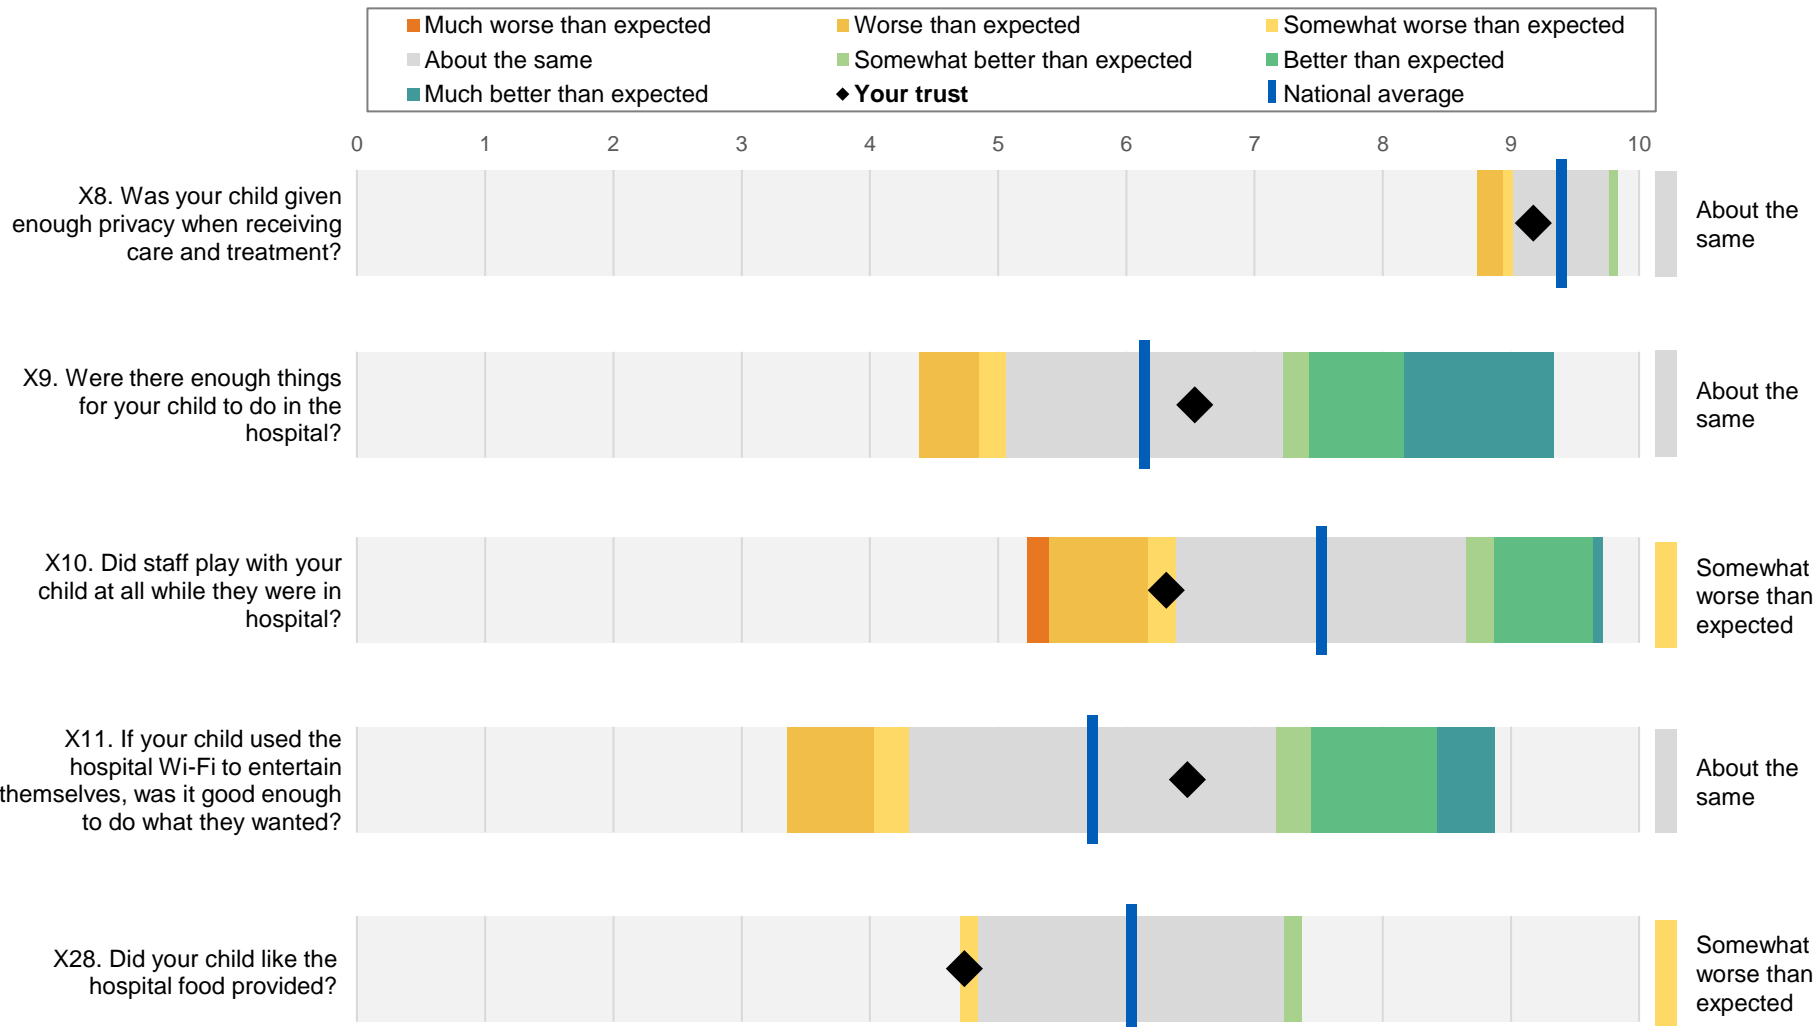 Much worse than expected
Worse than expected
Somewhat worse than expected
About the same
Somewhat better than expected
Better than expected
Much better than expected
Your trust
National average
0 1 2 3 4 5 6 7 8 9 10
X8. Was your child given
enough privacy when receiving
care and treatment?
About the
same
X9. Were there enough things
for your child to do in the
hospital?
About the
same
X10. Did staff play with your
child at all while they were in
hospital?
Somewhat
worse than
expected
X11. If your child used the
hospital Wi-Fi to entertain
themselves, was it good enough
to do what they wanted?
About the
same
X28. Did your child like the
hospital food provided?
Somewhat
worse than
expected